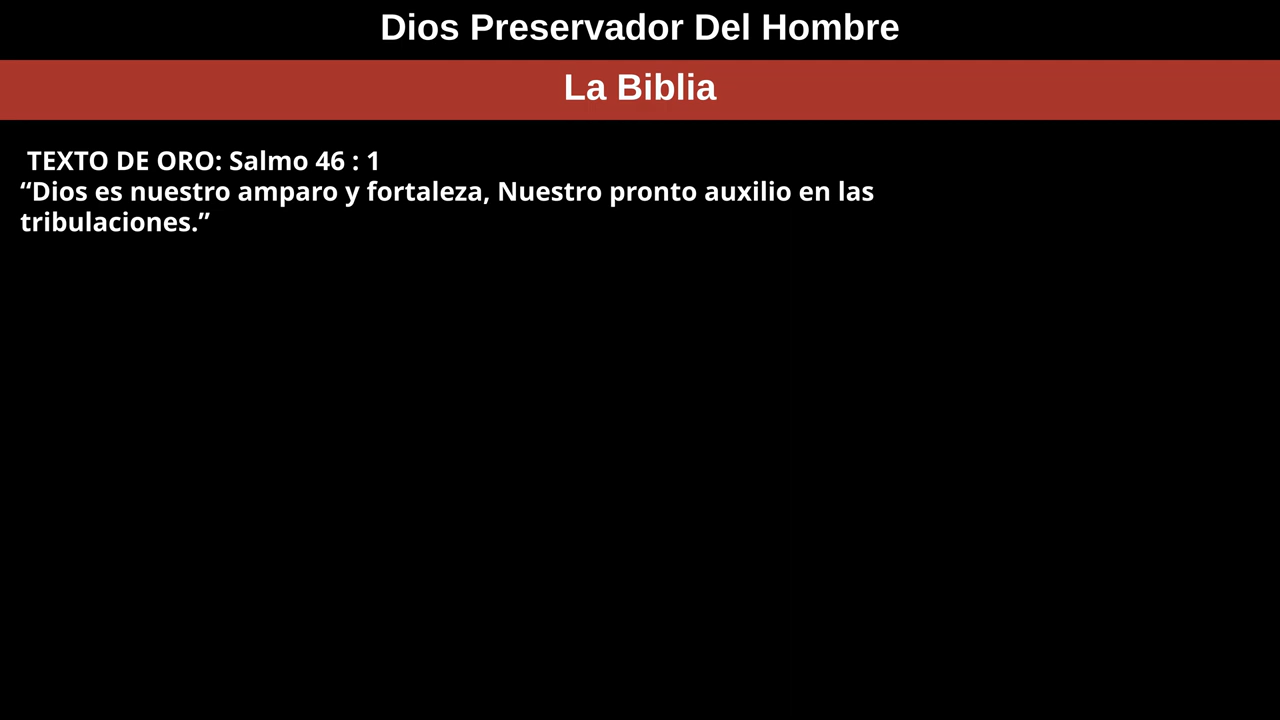 Dios Preservador Del Hombre
La Biblia
TEXTO DE ORO: Salmo 46 : 1
“Dios es nuestro amparo y fortaleza, Nuestro pronto auxilio en las
tribulaciones.”